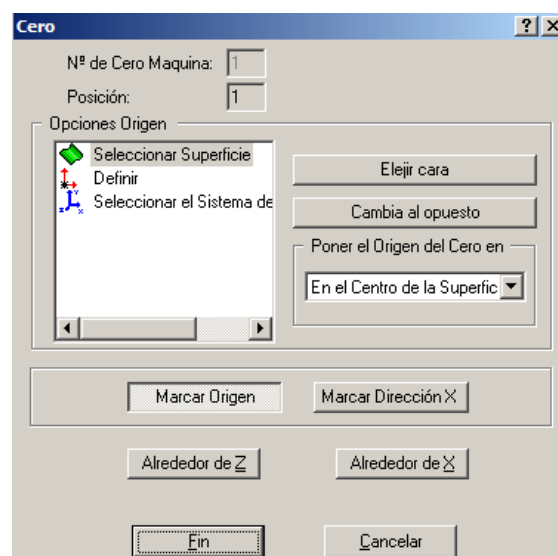 Cero
Nº de Cero Maquina: 1
Posición: 1
Opciones Origen
Seleccionar Superficie
Definir
Seleccionar el Sistema de
Elejir cara
Cambia al opuesto
Poner el Origen del Cero en
En el Centro de la Superfic
Marcar Origen
Marcar Dirección X
Alrededor de Z
Alrededor de X
Fin
Cancelar